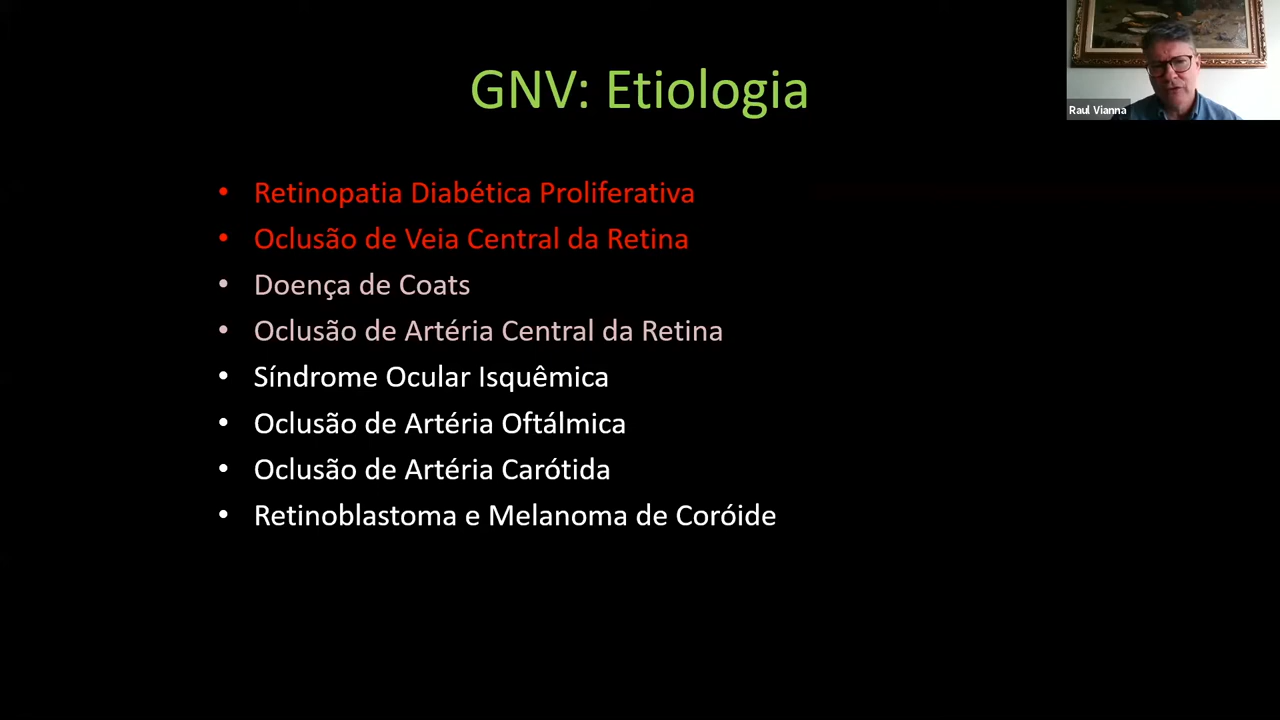 GNV: Etiologia
Raul Vianna
• Retinopatia Diabética Proliferativa
• Oclusão de Veia Central da Retina
• Doença de Coats
• Oclusão de Artéria Central da Retina
• Síndrome Ocular Isquêmica
• Oclusão de Artéria Oftálmica
• Oclusão de Artéria Carótida
• Retinoblastoma e Melanoma de Coróide